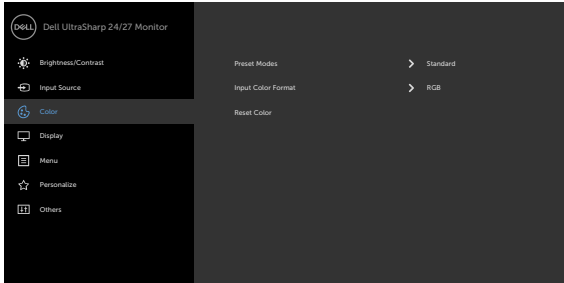 DELL
Dell UltraSharp 24/27 Monitor
Brightness/Contrast
Input Source
Color
Display
Menu
Personalize
Others
Preset Modes
Standard
Input Color Format
RGB
Reset Color